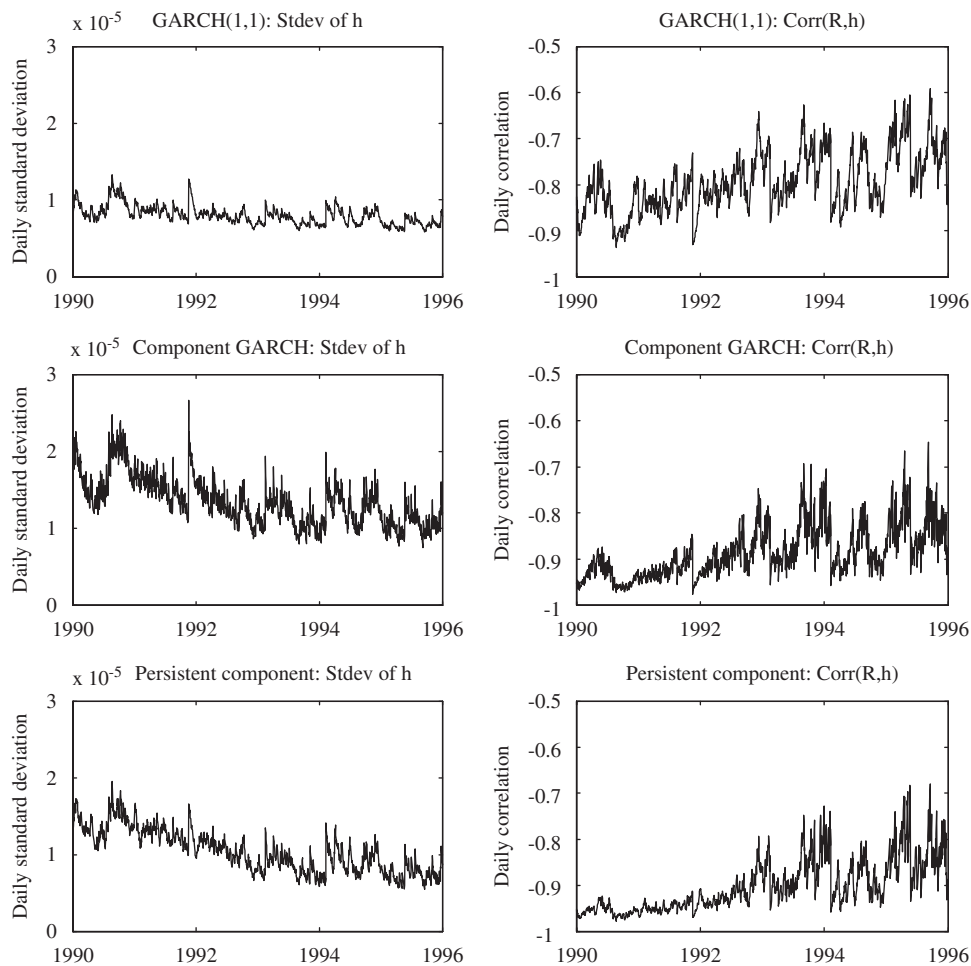 x 10-5 GARCH(1,1): Stdev of h
3
2
1
0
Daily standard deviation
1990 1992 1994 1996
GARCH(1,1): Corr(R,h)
-0.5
-0.6
-0.7
-0.8
-0.9
-1
Daily correlation
1990 1992 1994 1996
x 10-5 Component GARCH: Stdev of h
3
2
1
0
Daily standard deviation
1990 1992 1994 1996
Component GARCH: Corr(R,h)
-0.5
-0.6
-0.7
-0.8
-0.9
-1
Daily correlation
1990 1992 1994 1996
x 10-5 Persistent component: Stdev of h
3
2
1
0
Daily standard deviation
1990 1992 1994 1996
Persistent component: Corr(R,h)
-0.5
-0.6
-0.7
-0.8
-0.9
-1
Daily correlation
1990 1992 1994 1996